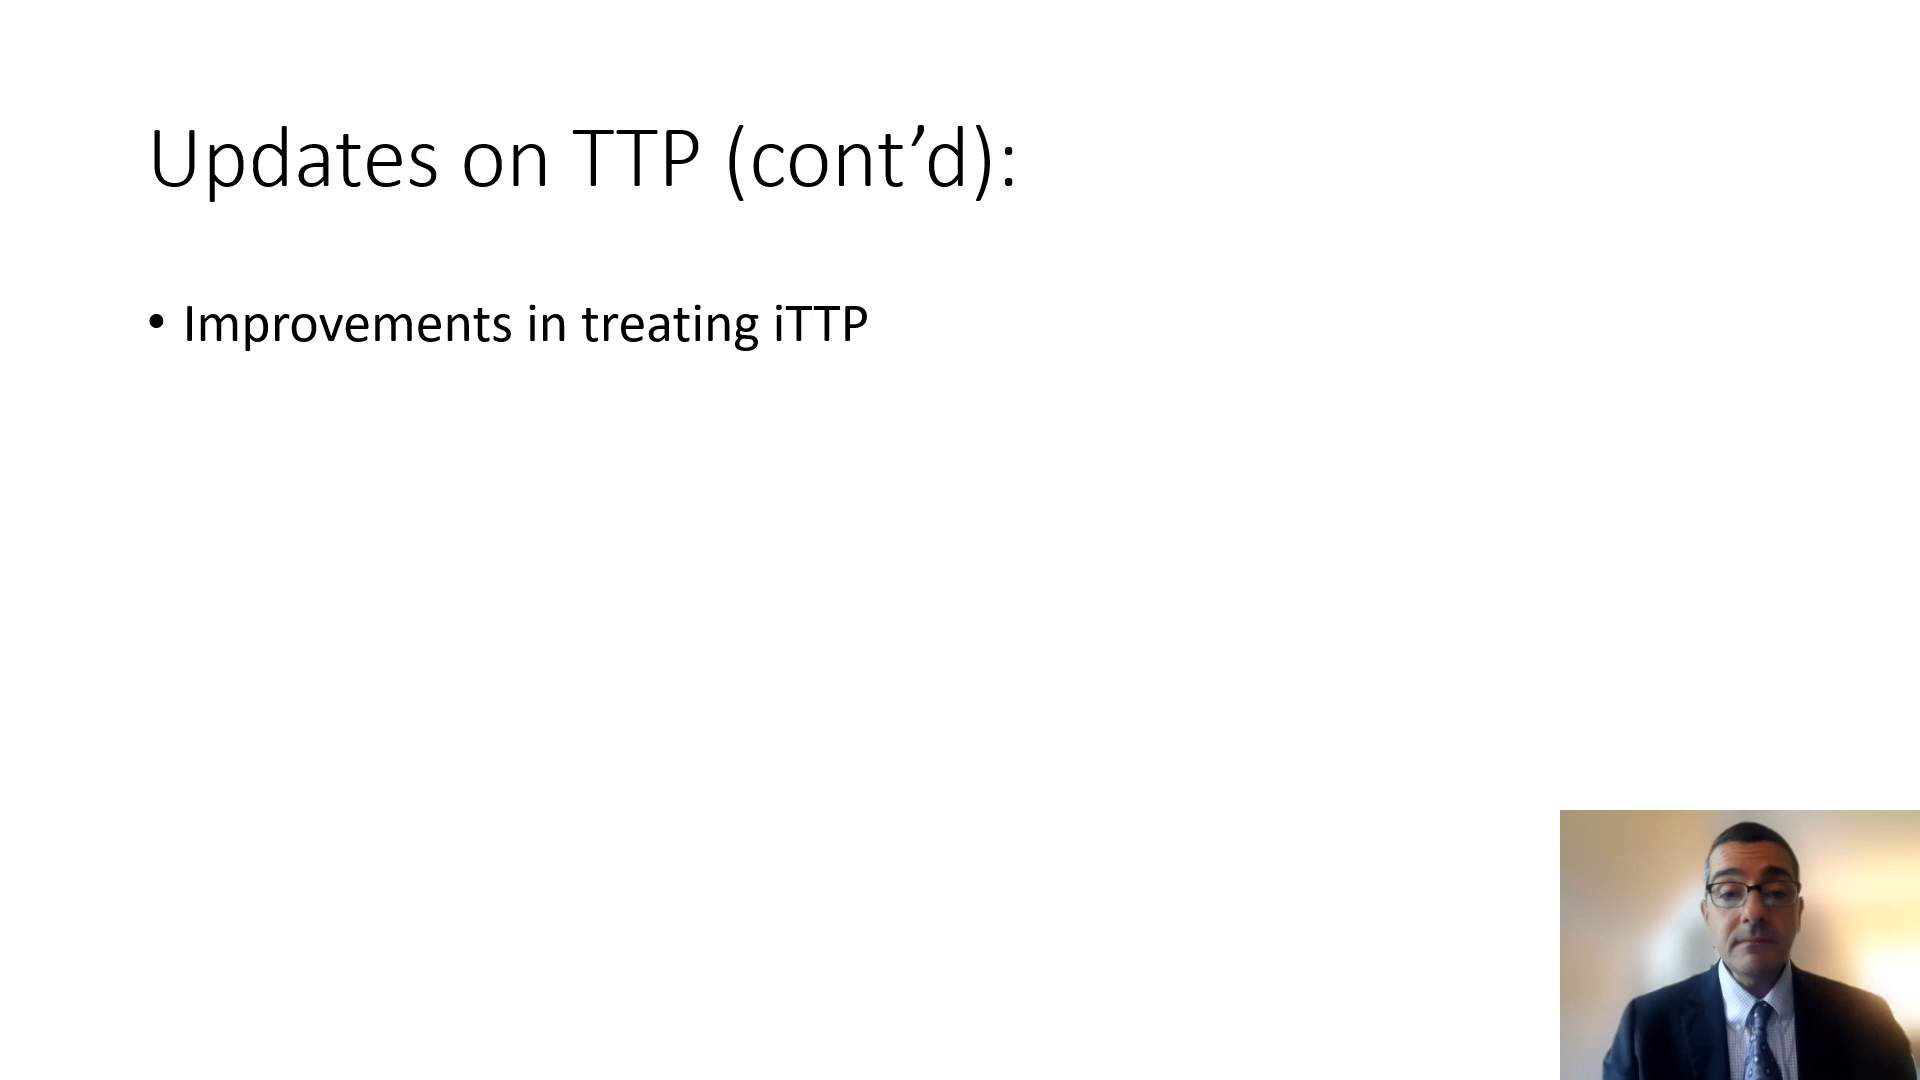 Updates on TTP (cont’d):
• Improvements in treating iTTP